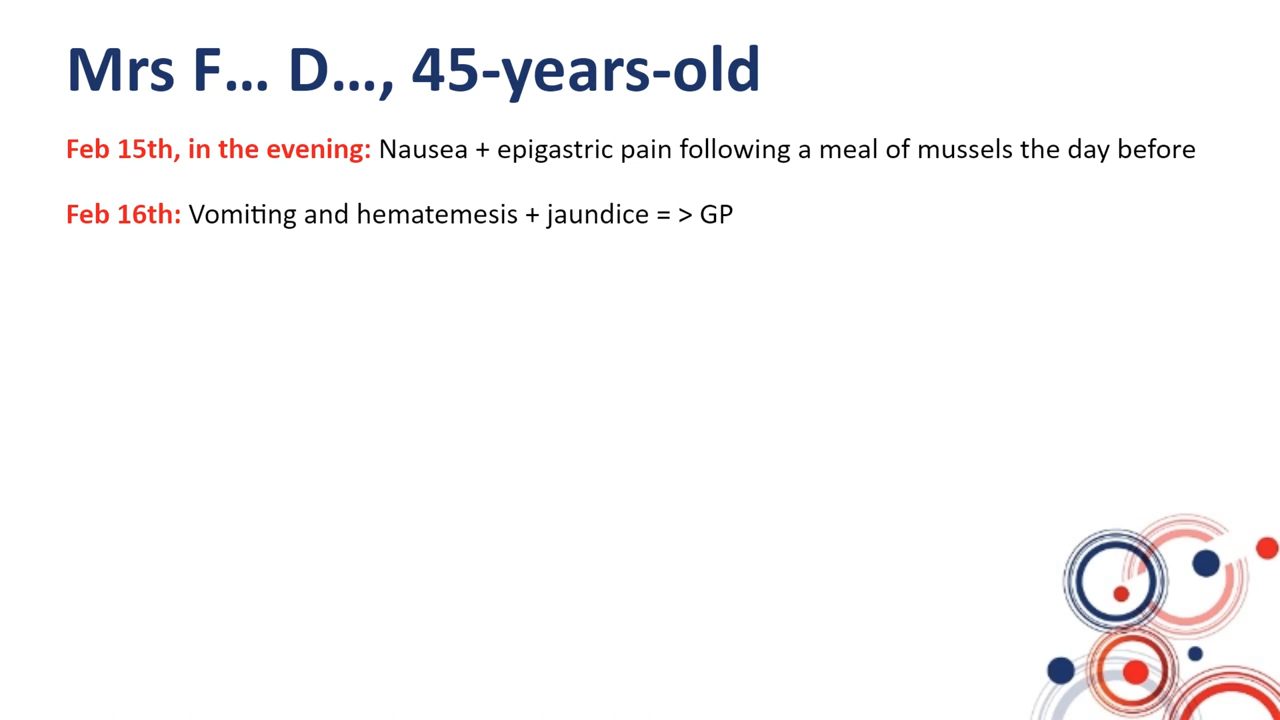 Mrs F... D..., 45-years-old
Feb 15th, in the evening: Nausea + epigastric pain following a meal of mussels the day before
Feb 16th: Vomiting and hematemesis + jaundice = > GP